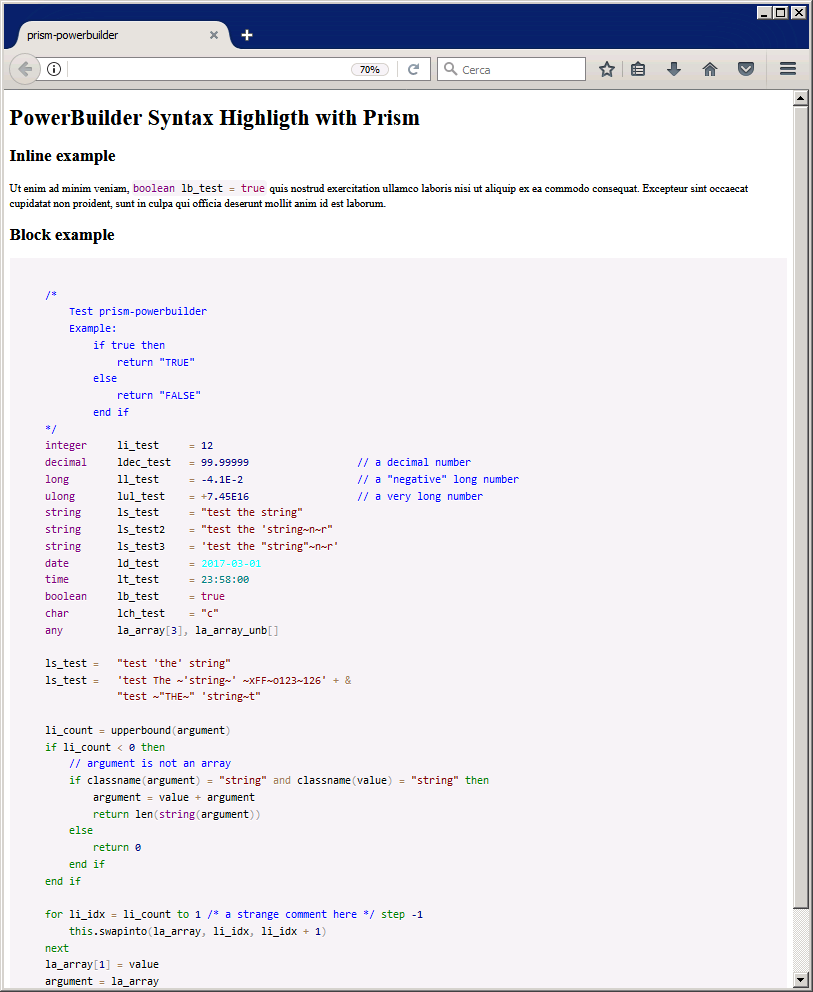 prism-powerbuilder
70%
Cerca
PowerBuilder Syntax Highligth with Prism
Inline example
Ut enim ad minim veniam, boolean lb_test = true quis nostrud exercitation ullamco laboris nisi ut aliquip ex ea commodo consequat. Excepteur sint occaecat
cupidatat non proident, sunt in culpa qui officia deserunt mollit anim id est laborum.
Block example
/*
    Test prism-powerbuilder
    Example:
        if true then
            return "TRUE"
        else
            return "FALSE"
        end if
*/
integer     li_test     = 12
decimal     ldec_test   = 99.99999                  // a decimal number
long        ll_test     = -4.1E-2                   // a "negative" long number
ulong       lul_test    = +7.45E16                  // a very long number
string      ls_test     = "test the string"
string      ls_test2    = "test the 'string~n~r"
string      ls_test3    = 'test the "string"~n~r'
date        ld_test     = 2017-03-01
time        lt_test     = 23:58:00
boolean     lb_test     = true
char        lch_test    = "c"
any         la_array[3], la_array_unb[]
ls_test =   "test 'the' string"
ls_test =   'test The ~'string~' ~xFF~o123~126' + &
            "test ~"THE~" 'string~t"
li_count = upperbound(argument)
if li_count < 0 then
    // argument is not an array
    if classname(argument) = "string" and classname(value) = "string" then
        argument = value + argument
        return len(string(argument))
    else
        return 0
    end if
end if
for li_idx = li_count to 1 /* a strange comment here */ step -1
    this.swapinto(la_array, li_idx, li_idx + 1)
next
la_array[1] = value
argument = la_array